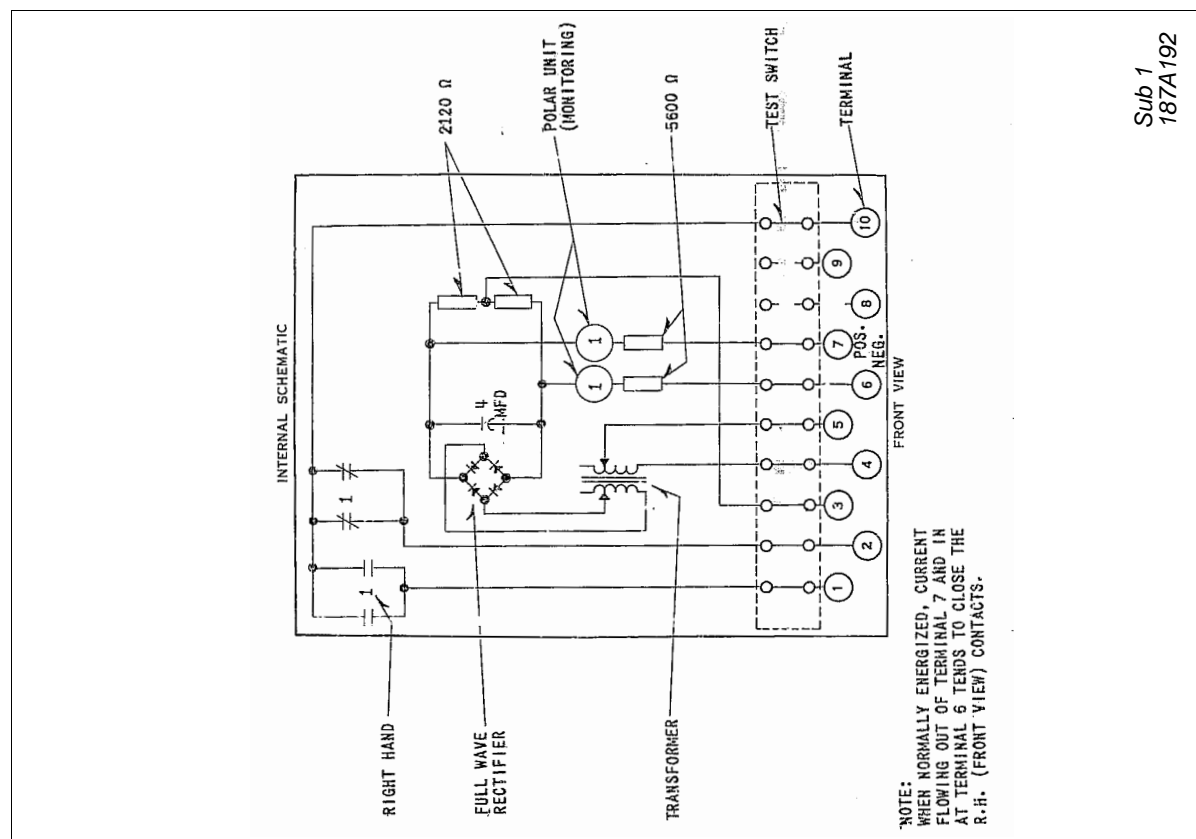 Sub 1
187A192
INTERNAL SCHEMATIC
2120 Ω
POLAR UNIT
(MONITORING)
5600 Ω
TEST SWITCH
TERMINAL
4
MFD
1
1
1
1
POS.
NEG.
10
9
8
7
6
5
4
3
2
1
FRONT VIEW
RIGHT HAND
FULL WAVE
RECTIFIER
TRANSFORMER
NOTE:
WHEN NORMALLY ENERGIZED, CURRENT
FLOWING OUT OF TERMINAL 7 AND IN
AT TERMINAL 6 TENDS TO CLOSE THE
R.H. (FRONT VIEW) CONTACTS.